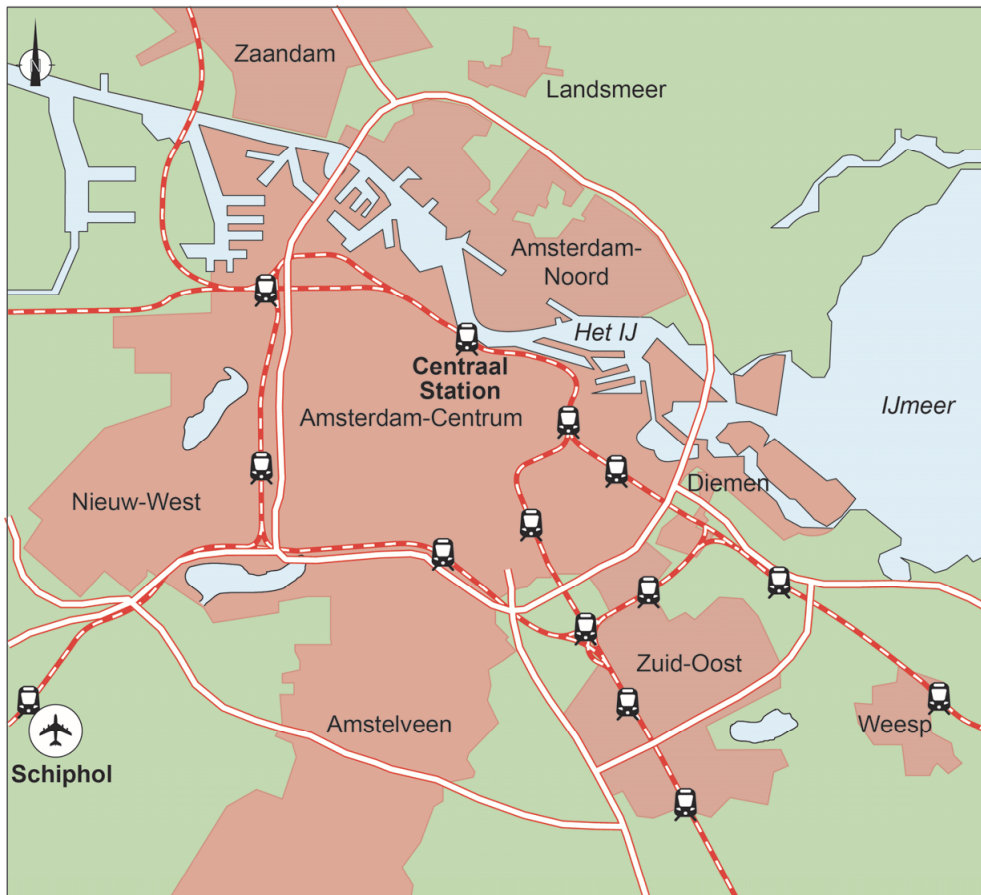 Zaandam
N
Landsmeer
Amsterdam-
Noord
Het IJ
Centraal
Station
Amsterdam-Centrum
IJmeer
Nieuw-West
Diemen
Zuid-Oost
Amstelveen
Weesp
Schiphol